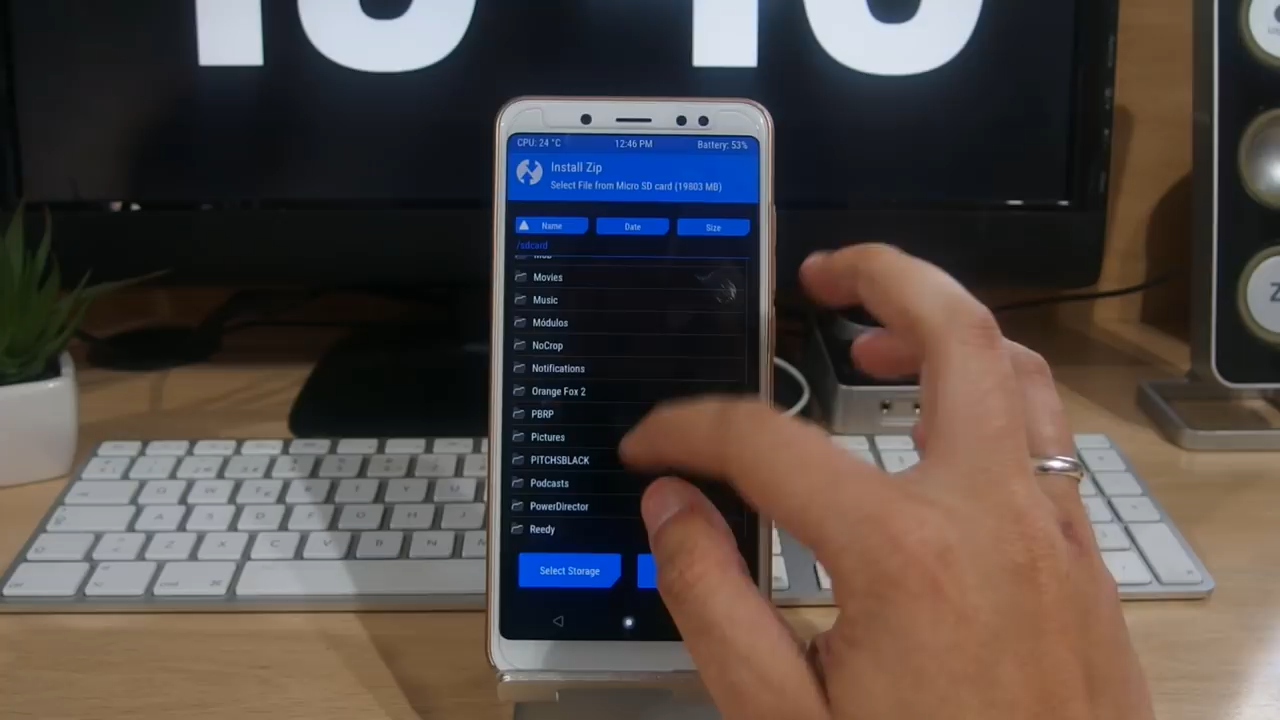 CPU: 24 °C 12:46 PM Battery: 53%
Install Zip
Select File from Micro SD card (19803 MB)
Name Date Size
/sdcard
Movies
Music
Módulos
NoCrop
Notifications
Orange Fox 2
PBRP
Pictures
PITCHSBLACK
Podcasts
PowerDirector
Reedy
Select Storage